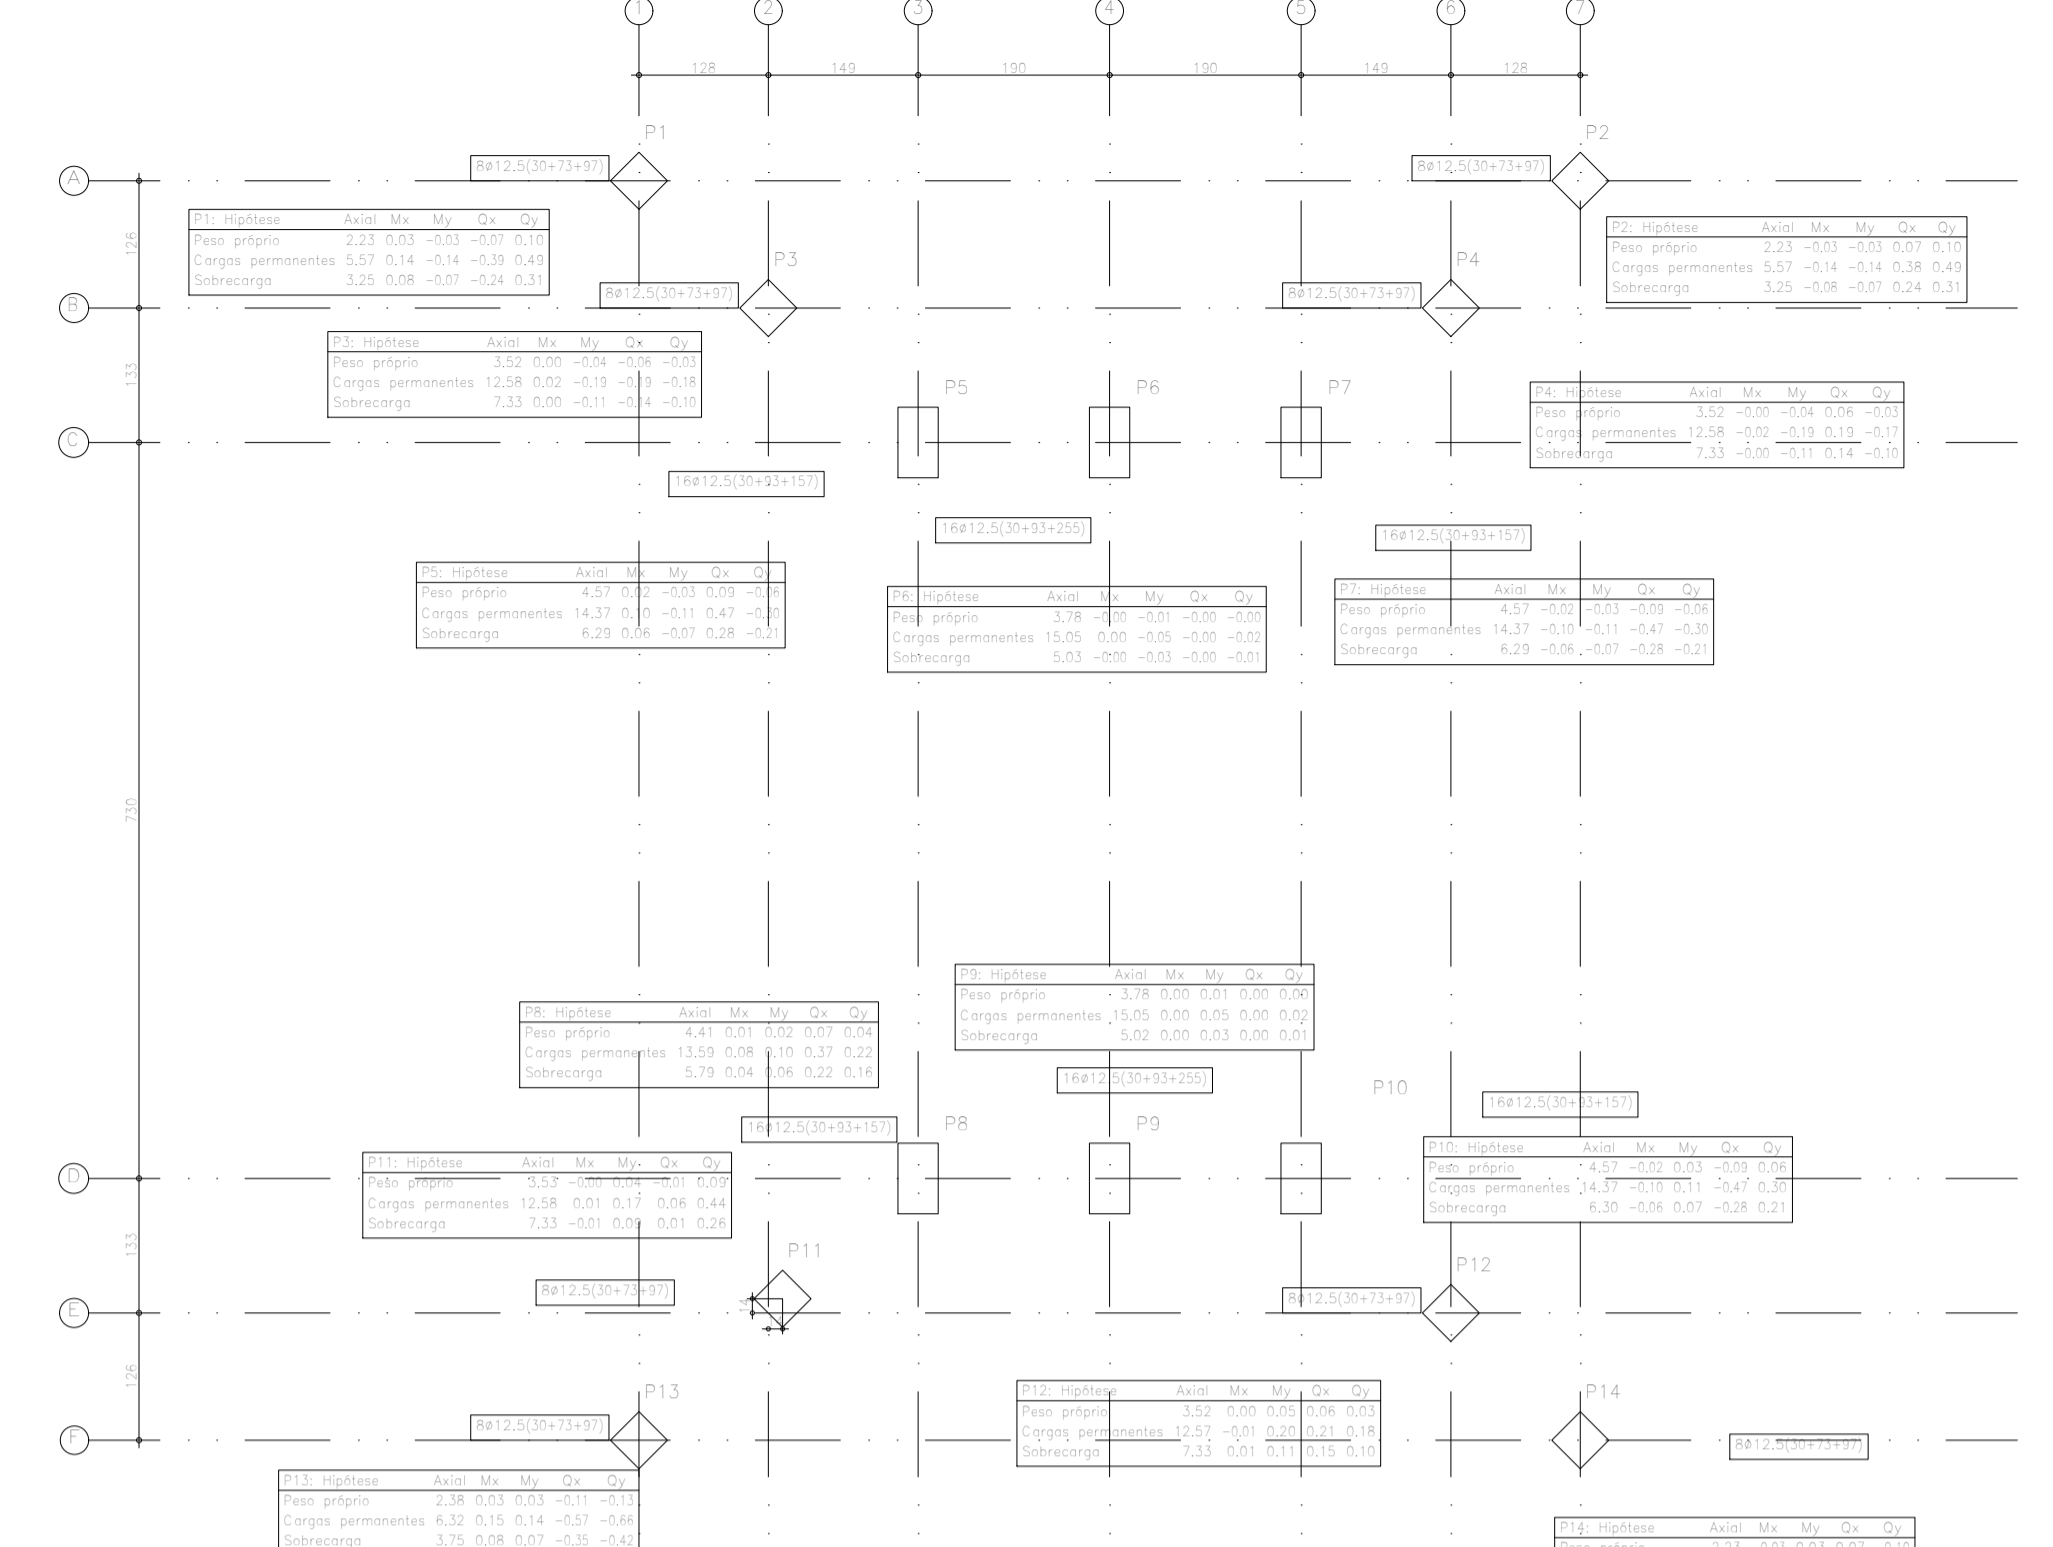 1 2 3 4 5 6 7
128 149 190 190 149 128
P1 P2
8ø12.5(30+73+97) 8ø12.5(30+73+97)
A
P1: Hipótese Axial Mx My Qx Qy
Peso próprio 2.23 0.03 -0.03 -0.07 0.10
Cargas permanentes 5.57 0.14 -0.14 -0.39 0.49
Sobrecarga 3.25 0.08 -0.07 -0.24 0.31
P2: Hipótese Axial Mx My Qx Qy
Peso próprio 2.23 -0.03 -0.03 0.07 0.10
Cargas permanentes 5.57 -0.14 -0.14 0.38 0.49
Sobrecarga 3.25 -0.08 -0.07 0.24 0.31
126
P3 P4
8ø12.5(30+73+97) 8ø12.5(30+73+97)
B
P3: Hipótese Axial Mx My Qx Qy
Peso próprio 3.52 0.00 -0.04 -0.06 -0.03
Cargas permanentes 12.58 0.02 -0.19 -0.19 -0.18
Sobrecarga 7.33 0.00 -0.11 -0.14 -0.10
133
P5 P6 P7
P4: Hipótese Axial Mx My Qx Qy
Peso próprio 3.52 -0.00 -0.04 0.06 -0.03
Cargas permanentes 12.58 -0.02 -0.19 0.19 -0.17
Sobrecarga 7.33 -0.00 -0.11 0.14 -0.10
C
16ø12.5(30+93+157)
16ø12.5(30+93+255)
16ø12.5(30+93+157)
P5: Hipótese Axial Mx My Qx Qy
Peso próprio 4.57 0.02 -0.03 0.09 -0.06
Cargas permanentes 14.37 0.10 -0.11 0.47 -0.30
Sobrecarga 6.29 0.06 -0.07 0.28 -0.21
P6: Hipótese Axial Mx My Qx Qy
Peso próprio 3.78 -0.00 -0.01 -0.00 -0.00
Cargas permanentes 15.05 0.00 -0.05 -0.00 -0.02
Sobrecarga 5.03 -0.00 -0.03 -0.00 -0.01
P7: Hipótese Axial Mx My Qx Qy
Peso próprio 4.57 -0.02 -0.03 -0.09 -0.06
Cargas permanentes 14.37 -0.10 -0.11 -0.47 -0.30
Sobrecarga 6.29 -0.06 -0.07 -0.28 -0.21
730
P9: Hipótese Axial Mx My Qx Qy
Peso próprio 3.78 0.00 0.01 0.00 0.00
Cargas permanentes 15.05 0.00 0.05 0.00 0.02
Sobrecarga 5.02 0.00 0.03 0.00 0.01
P8: Hipótese Axial Mx My Qx Qy
Peso próprio 4.41 0.01 0.02 0.07 0.04
Cargas permanentes 13.59 0.08 0.10 0.37 0.22
Sobrecarga 5.79 0.04 0.06 0.22 0.16
16ø12.5(30+93+255)
P10
16ø12.5(30+93+157)
16ø12.5(30+93+157)
P8 P9
P10: Hipótese Axial Mx My Qx Qy
Peso próprio 4.57 -0.02 0.03 -0.09 0.06
Cargas permanentes 14.37 -0.10 0.11 -0.47 0.30
Sobrecarga 6.30 -0.06 0.07 -0.28 0.21
P11: Hipótese Axial Mx My Qx Qy
Peso próprio 3.53 -0.00 0.04 -0.01 0.09
Cargas permanentes 12.58 0.01 0.17 0.06 0.44
Sobrecarga 7.33 -0.01 0.09 0.01 0.26
D
133
P11 P12
8ø12.5(30+73+97) 8ø12.5(30+73+97)
14
E
126
P13 P14
P12: Hipótese Axial Mx My Qx Qy
Peso próprio 3.52 0.00 0.05 0.06 0.03
Cargas permanentes 12.57 -0.01 0.20 0.21 0.18
Sobrecarga 7.33 0.01 0.11 0.15 0.10
8ø12.5(30+73+97)
F
8ø12.5(30+73+97)
P13: Hipótese Axial Mx My Qx Qy
Peso próprio 2.38 0.03 0.03 -0.11 -0.13
Cargas permanentes 6.32 0.15 0.14 -0.57 -0.66
Sobrecarga 3.75 0.08 0.07 -0.35 -0.42
P14: Hipótese Axial Mx My Qx Qy